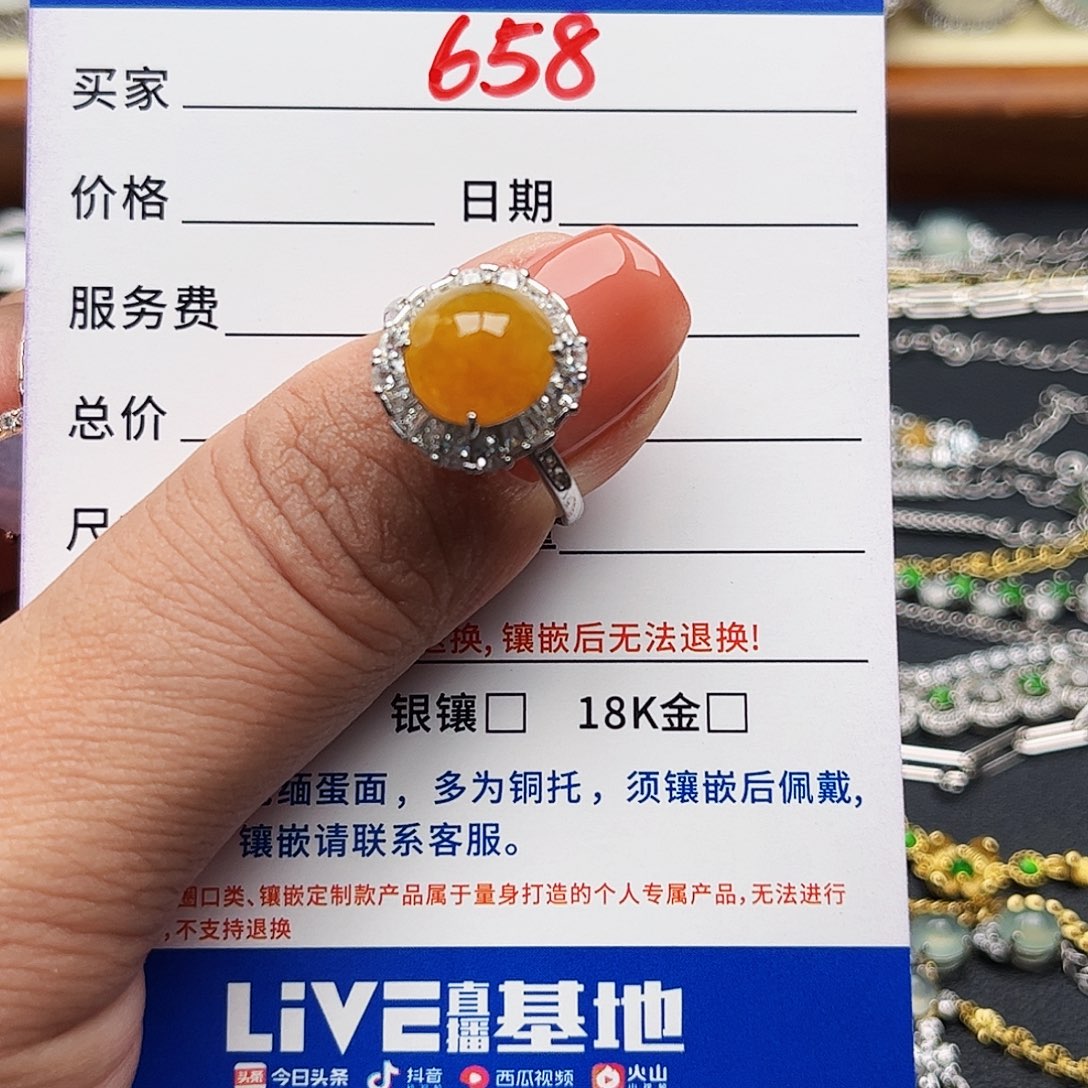 658
买家
价格 日期
服务费
总价
尺
换, 镶嵌后无法退换!
银镶□ 18K金□
缅蛋面，多为铜托，须镶嵌后佩戴,
镶嵌请联系客服。
圈口类、镶嵌定制款产品属于量身打造的个人专属产品,无法进行
,不支持退换
LiVE直播基地
头条 今日头条 抖音 西瓜视频 火山